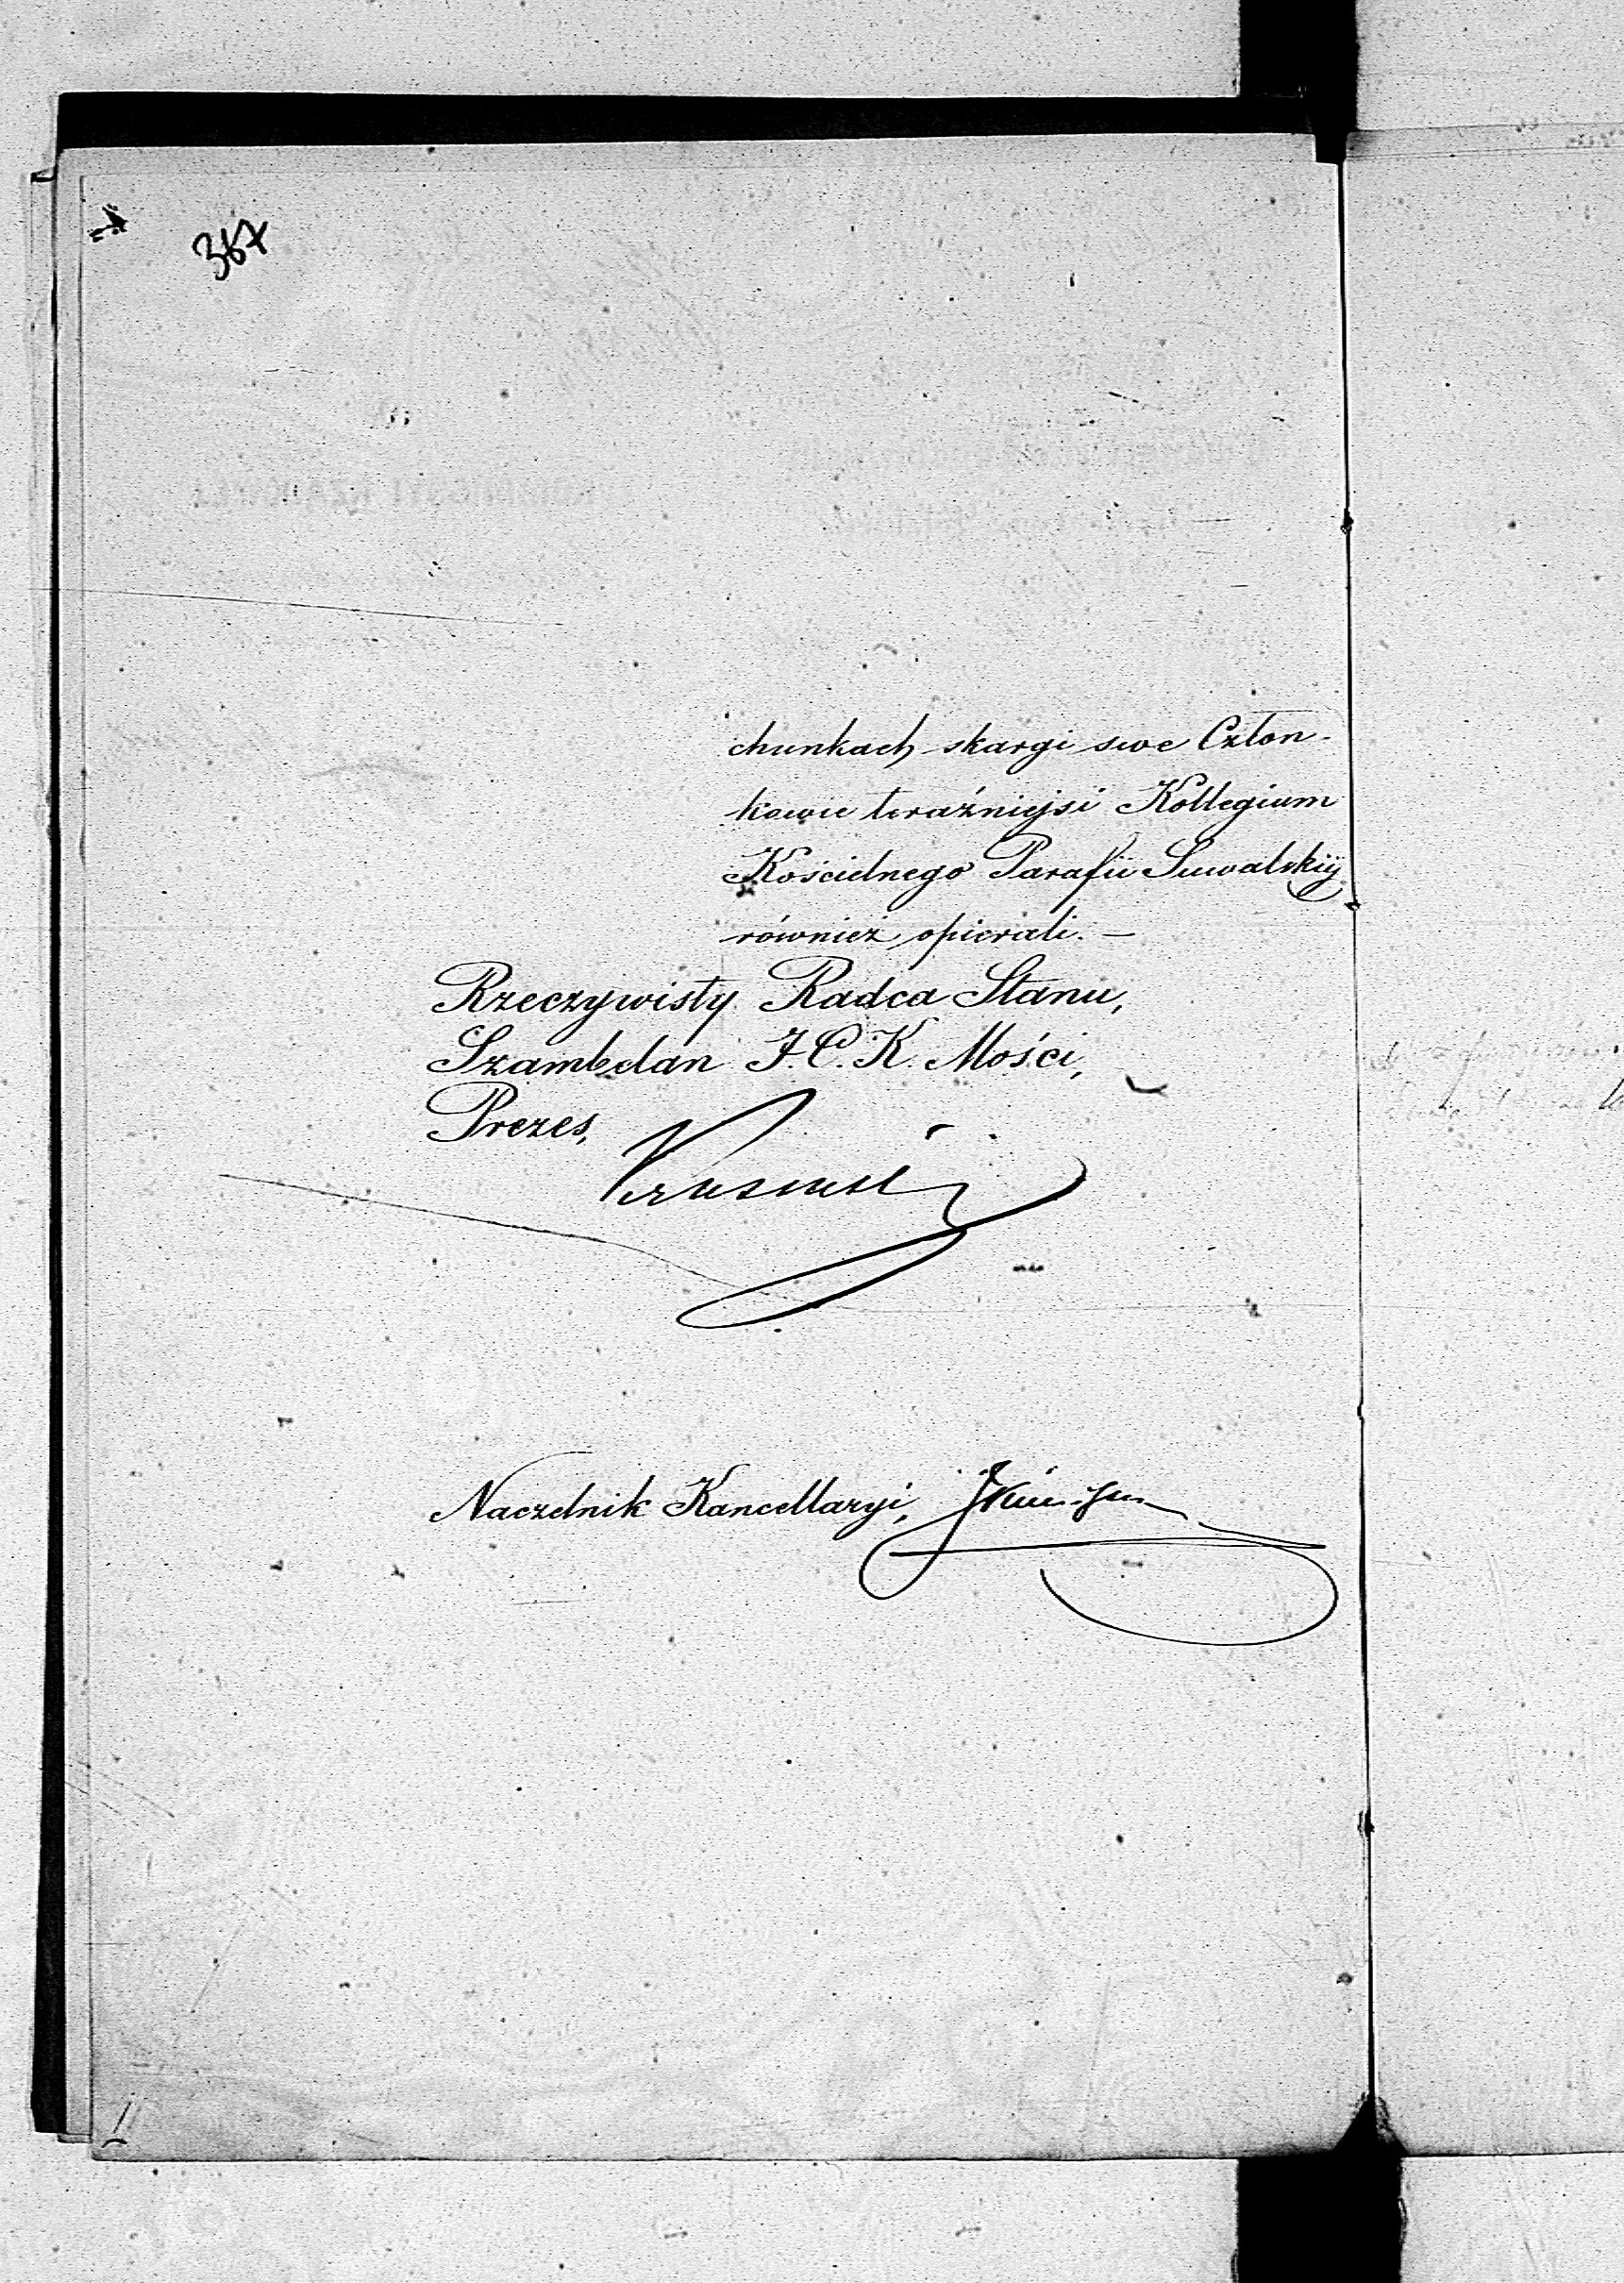 367
chunkach skargi swe Człon-
kowie teraźniejsi Kollegium
Kościelnego Parafii Suwalskiej
również opierali. —
Rzeczywisty Radca Stanu,
Szambelan J. C. K. Mości,
Prezes,
Naczelnik Kancellaryi,